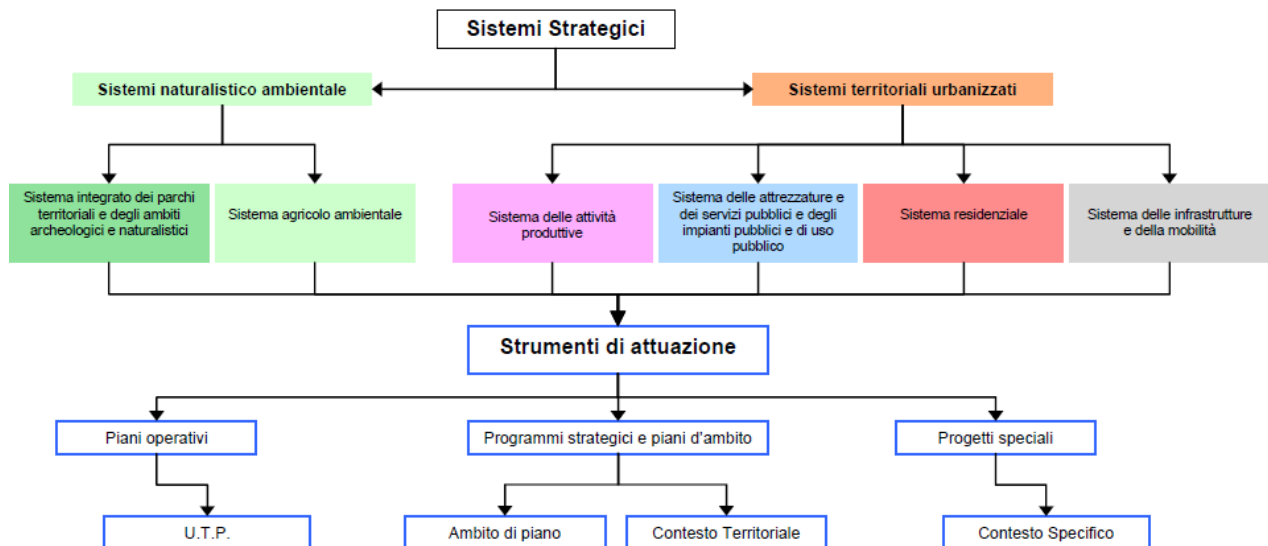 Sistemi Strategici
Sistemi naturalistico ambientale
Sistemi territoriali urbanizzati
Sistema integrato dei parchi
territoriali e degli ambiti
archeologici e naturalistici
Sistema agricolo ambientale
Sistema delle attività
produttive
Sistema delle attrezzature e
dei servizi pubblici e degli
impianti pubblici e di uso
pubblico
Sistema residenziale
Sistema delle infrastrutture
e della mobilità
Strumenti di attuazione
Piani operativi
Programmi strategici e piani d'ambito
Progetti speciali
U.T.P.
Ambito di piano
Contesto Territoriale
Contesto Specifico